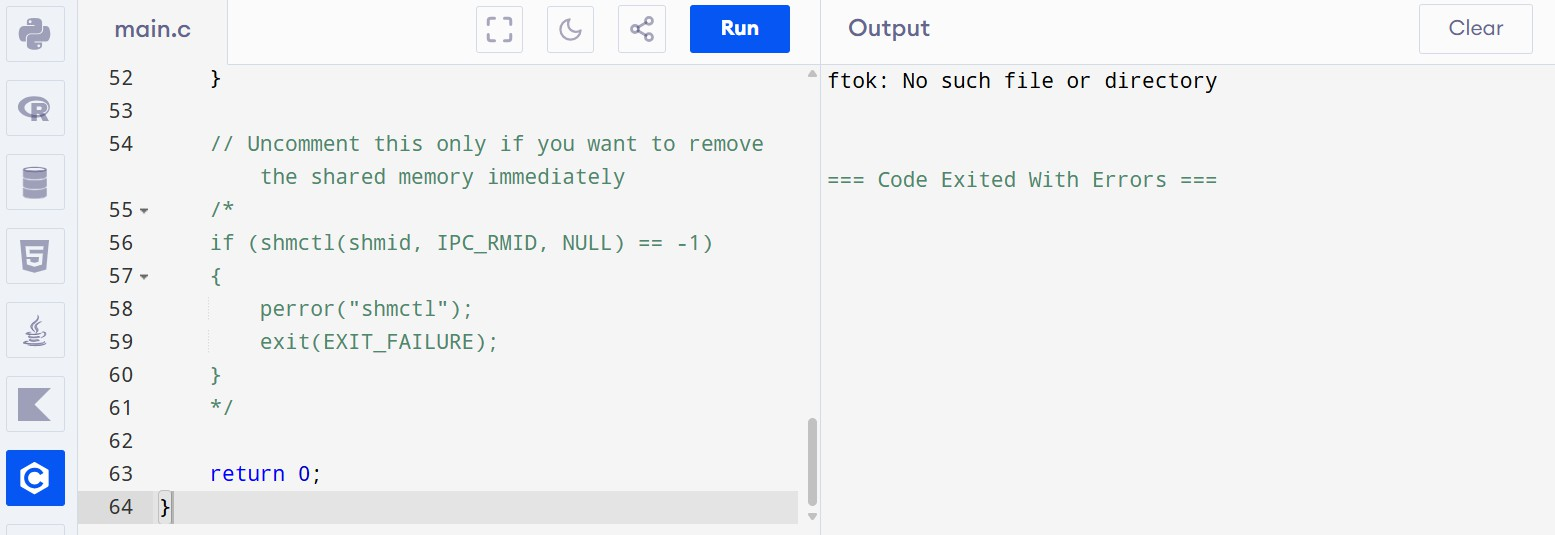 main.c
Run
Output
Clear
52 }
53
54 // Uncomment this only if you want to remove
the shared memory immediately
55 /*
56 if (shmctl(shmid, IPC_RMID, NULL) == -1)
57 {
58 perror("shmctl");
59 exit(EXIT_FAILURE);
60 }
61 */
62
63 return 0;
64 }
ftok: No such file or directory
=== Code Exited With Errors ===